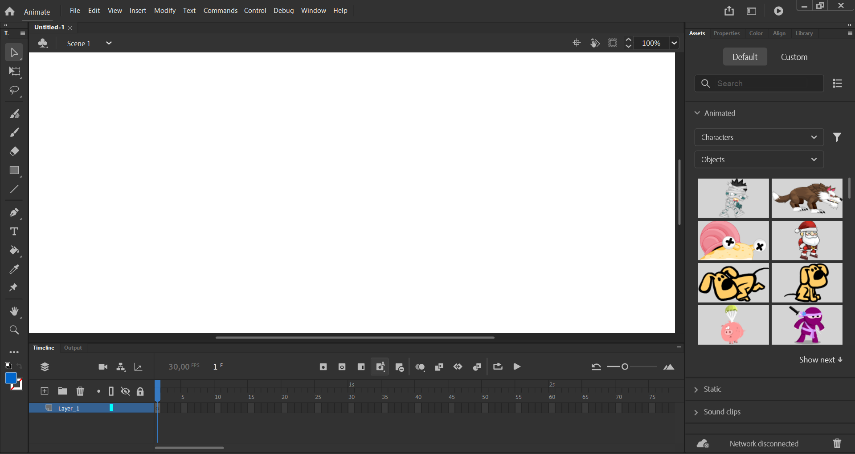 Animate File Edit View Insert Modify Text Commands Control Debug Window Help
Untitled-1 ×
T.
Scene 1
100%
Assets Properties Color Align Library
Default Custom
Search
Animated
Characters
Objects
Show next
Static
Sound clips
Network disconnected
Timeline Output
30,00 FPS 1 F
1s 2s
5 10 15 20 25 30 35 40 45 50 55 60 65 70 75
Layer_1